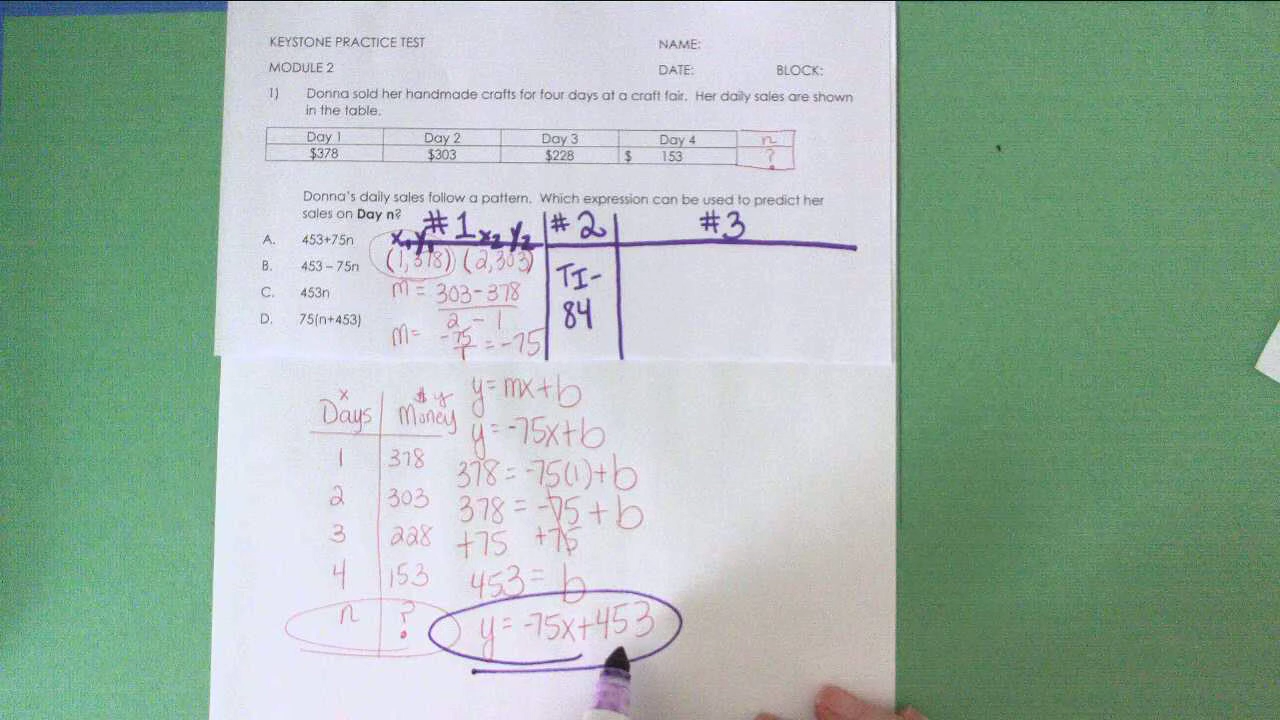 KEYSTONE PRACTICE TEST NAME:
MODULE 2 DATE: BLOCK:
1) Donna sold her handmade crafts for four days at a craft fair. Her daily sales are shown
in the table.
Day 1 Day 2 Day 3 Day 4 n
$378 $303 $228 $ 153 ?
Donna's daily sales follow a pattern. Which expression can be used to predict her
sales on Day n?
#1 #2 #3
A. 453+75n
B. 453 – 75n
C. 453n
D. 75(n+453)
x₁ y₁ x₂ y₂
(1, 378) (2, 303)
m = 303 - 378
2 - 1
m = -75
1
= -75
TI-
84
x $ y
Days Money
1 378
2 303
3 228
4 153
n ?
y = mx + b
y = -75x + b
378 = -75(1) + b
378 = -75 + b
+75 +75
453 = b
y = -75x + 453